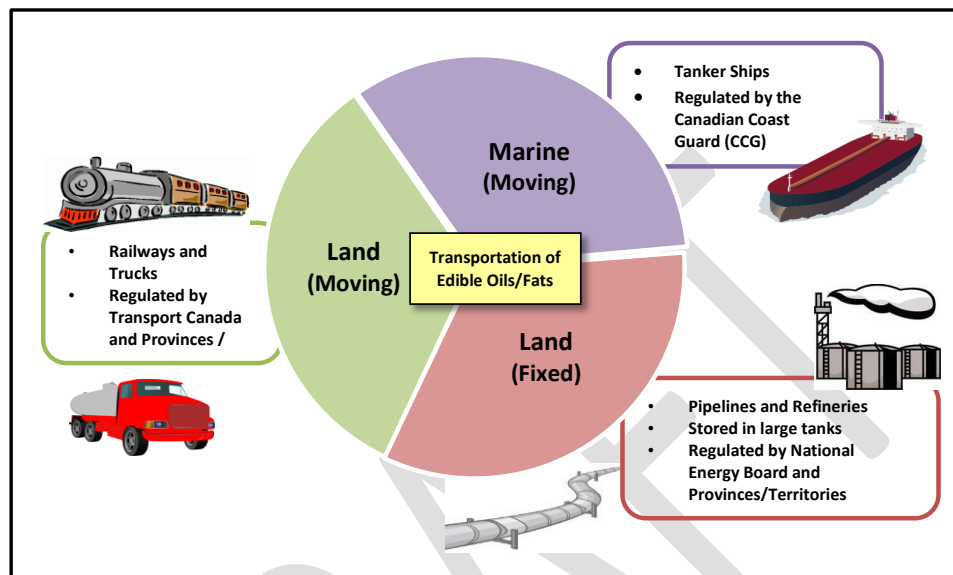 • Tanker Ships
• Regulated by the
Canadian Coast
Guard (CCG)
Marine
(Moving)
Land
(Moving)
Transportation of
Edible Oils/Fats
• Railways and
Trucks
• Regulated by
Transport Canada
and Provinces /
Land
(Fixed)
• Pipelines and Refineries
• Stored in large tanks
• Regulated by National
Energy Board and
Provinces/Territories